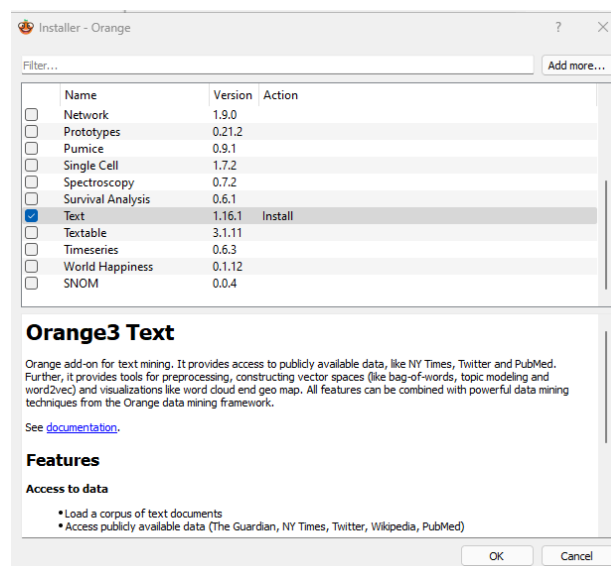 Installer - Orange
Filter...
Add more...
Name Version Action
Network 1.9.0
Prototypes 0.21.2
Pumice 0.9.1
Single Cell 1.7.2
Spectroscopy 0.7.2
Survival Analysis 0.6.1
Text 1.16.1 Install
Textable 3.1.11
Timeseries 0.6.3
World Happiness 0.1.12
SNOM 0.0.4
Orange3 Text
Orange add-on for text mining. It provides access to publicly available data, like NY Times, Twitter and PubMed.
Further, it provides tools for preprocessing, constructing vector spaces (like bag-of-words, topic modeling and
word2vec) and visualizations like word cloud end geo map. All features can be combined with powerful data mining
techniques from the Orange data mining framework.
See documentation.
Features
Access to data
• Load a corpus of text documents
• Access publicly available data (The Guardian, NY Times, Twitter, Wikipedia, PubMed)
OK Cancel